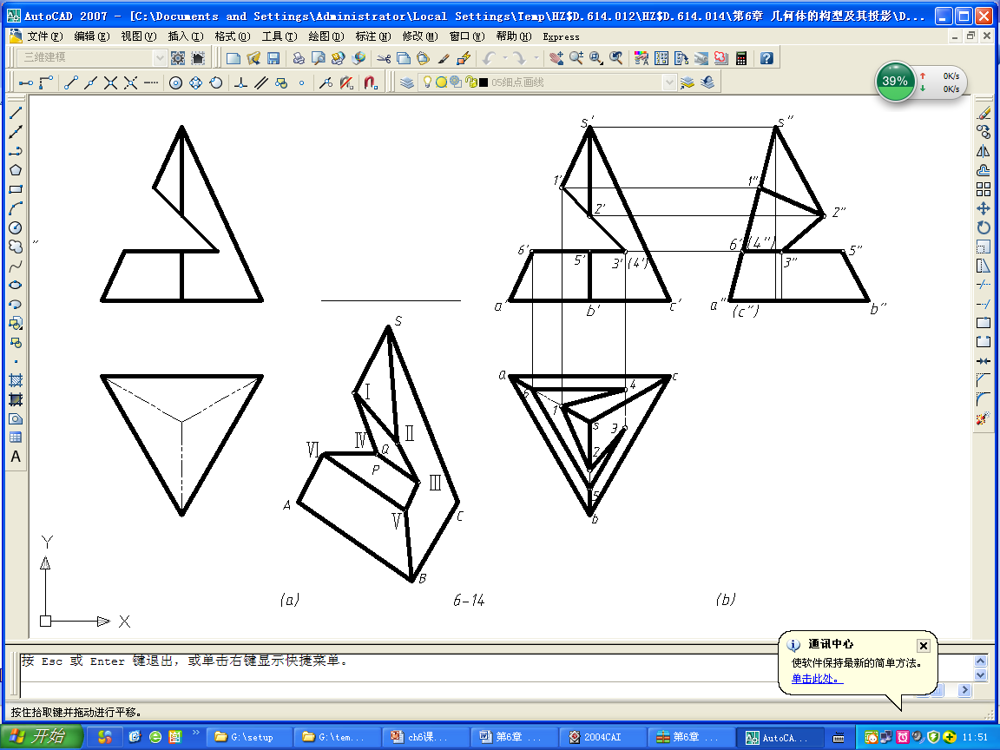 AutoCAD 2007 - [C:\Documents and Settings\Administrator\Local Settings\Temp\HZ$D.614.012\HZ$D.614.014\第6章 几何体的构型及其投影\D...
文件(F) 编辑(E) 视图(V) 插入(I) 格式(O) 工具(T) 绘图(D) 标注(N) 修改(M) 窗口(W) 帮助(H) Express
三维建模
05细点画线
39%
0K/s
0K/s
s' s"
1' 1"
2' 2"
"
6' 5' 3'(4') 6'(4") 3" 5"
a' b' c' a"(c") b"
S
Ⅰ
Ⅱ
Ⅳ Q
Ⅵ
P
Ⅲ
A
Ⅴ
C
B
a c
6 4
1
s 3
2
5
b
Y
X
(a) 6-14 (b)
按 Esc 或 Enter 键退出，或单击右键显示快捷菜单。
通讯中心
使软件保持最新的简单方法。
单击此处。
按住拾取键并拖动进行平移。
开始 G:\setup G:\tem... ch6课... 第6章 ... 2004CAI 第6章 ... AutoCA... 11:51
A